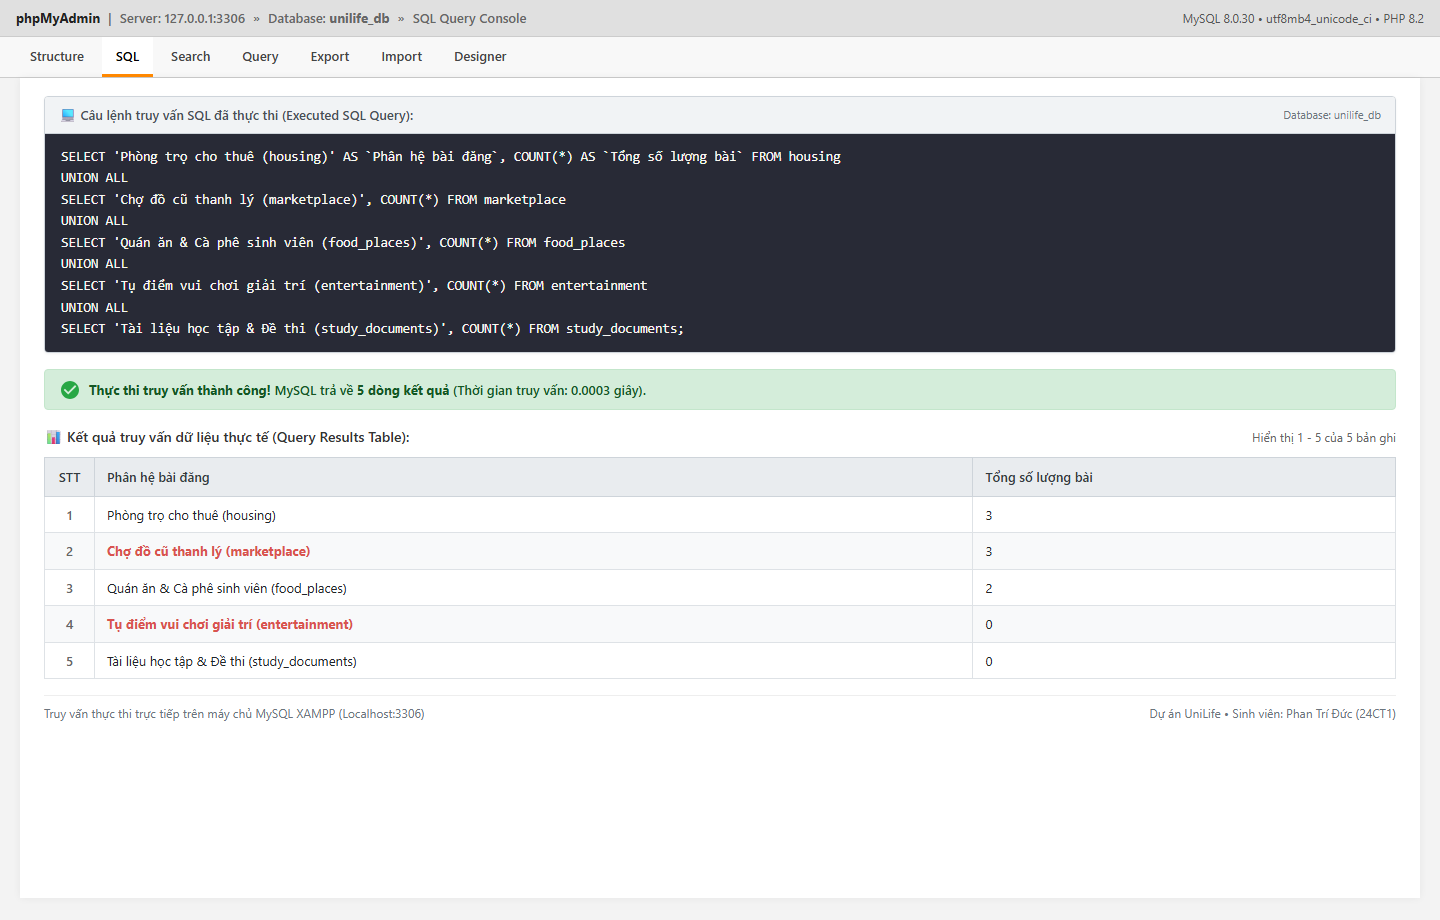 phpMyAdmin | Server: 127.0.0.1:3306 » Database: unilife_db » SQL Query Console
MySQL 8.0.30 • utf8mb4_unicode_ci • PHP 8.2
Structure SQL Search Query Export Import Designer
Câu lệnh truy vấn SQL đã thực thi (Executed SQL Query):
Database: unilife_db
SELECT 'Phòng trọ cho thuê (housing)' AS `Phân hệ bài đăng`, COUNT(*) AS `Tổng số lượng bài` FROM housing
UNION ALL
SELECT 'Chợ đồ cũ thanh lý (marketplace)', COUNT(*) FROM marketplace
UNION ALL
SELECT 'Quán ăn & Cà phê sinh viên (food_places)', COUNT(*) FROM food_places
UNION ALL
SELECT 'Tụ điểm vui chơi giải trí (entertainment)', COUNT(*) FROM entertainment
UNION ALL
SELECT 'Tài liệu học tập & Đề thi (study_documents)', COUNT(*) FROM study_documents;
Thực thi truy vấn thành công! MySQL trả về 5 dòng kết quả (Thời gian truy vấn: 0.0003 giây).
Kết quả truy vấn dữ liệu thực tế (Query Results Table):
Hiển thị 1 - 5 của 5 bản ghi
STT Phân hệ bài đăng Tổng số lượng bài
1 Phòng trọ cho thuê (housing) 3
2 Chợ đồ cũ thanh lý (marketplace) 3
3 Quán ăn & Cà phê sinh viên (food_places) 2
4 Tụ điểm vui chơi giải trí (entertainment) 0
5 Tài liệu học tập & Đề thi (study_documents) 0
Truy vấn thực thi trực tiếp trên máy chủ MySQL XAMPP (Localhost:3306)
Dự án UniLife • Sinh viên: Phan Trí Đức (24CT1)